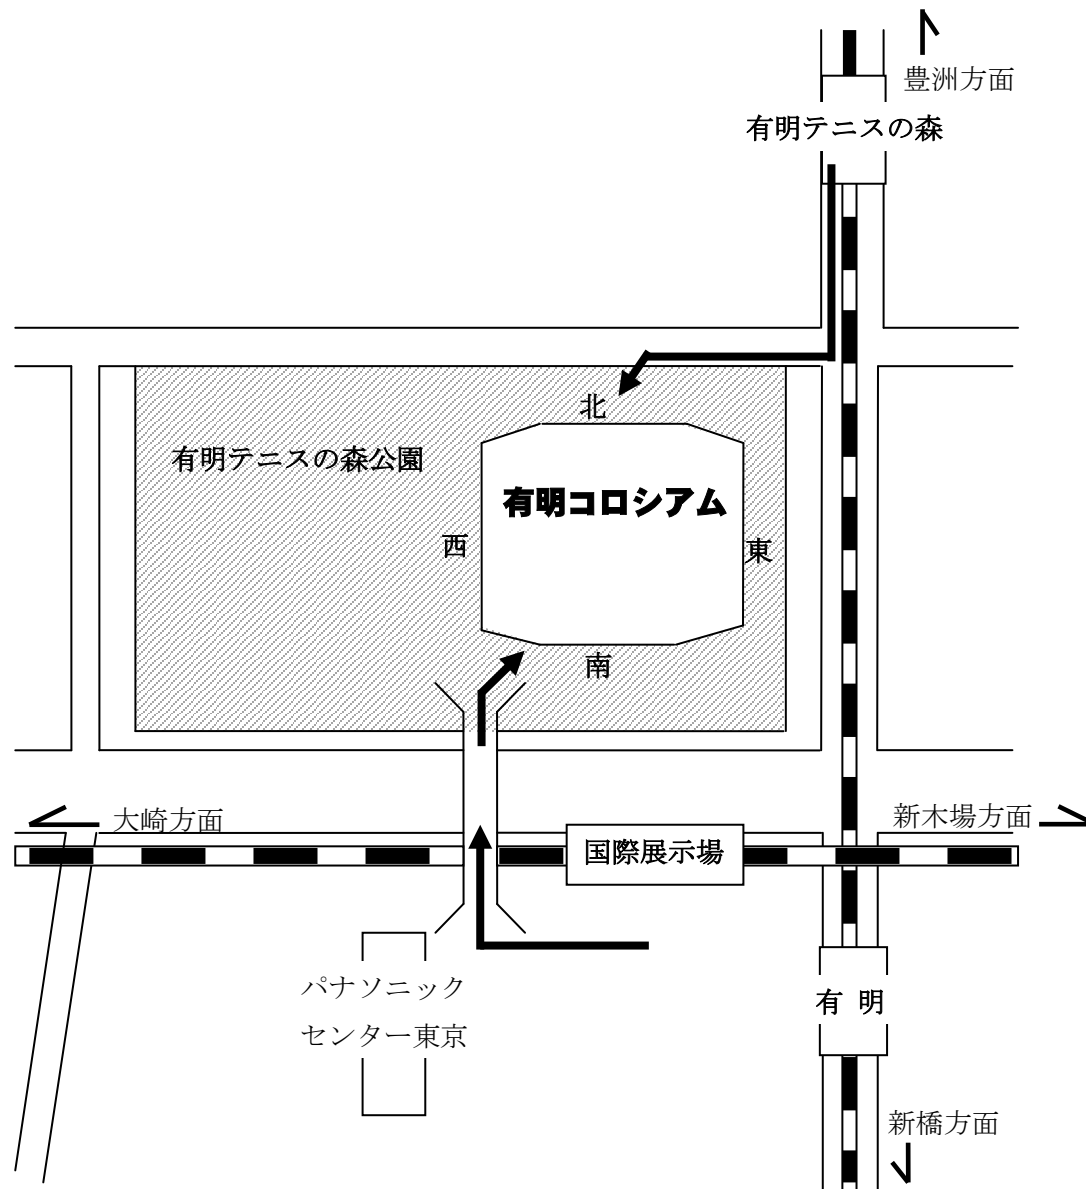 豊洲方面
有明テニスの森
北
有明テニスの森公園
有明コロシアム
西
東
南
大崎方面
新木場方面
国際展示場
パナソニック
センター東京
有 明
新橋方面